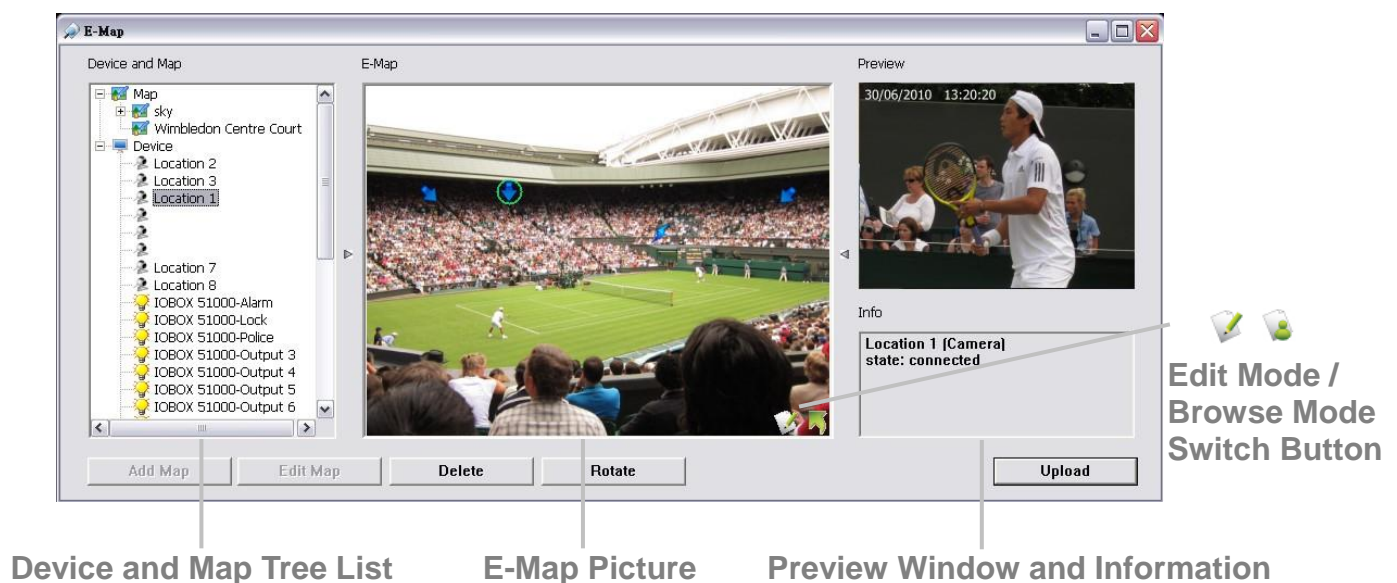 E-Map
Device and Map
E-Map
Preview
Map
sky
Wimbledon Centre Court
Device
Location 2
Location 3
Location 1
Location 7
Location 8
IOBOX 51000-Alarm
IOBOX 51000-Lock
IOBOX 51000-Police
IOBOX 51000-Output 3
IOBOX 51000-Output 4
IOBOX 51000-Output 5
IOBOX 51000-Output 6
30/06/2010 13:20:20
Info
Location 1 (Camera)
state: connected
Edit Mode /
Browse Mode
Switch Button
Add Map
Edit Map
Delete
Rotate
Upload
Device and Map Tree List
E-Map Picture
Preview Window and Information